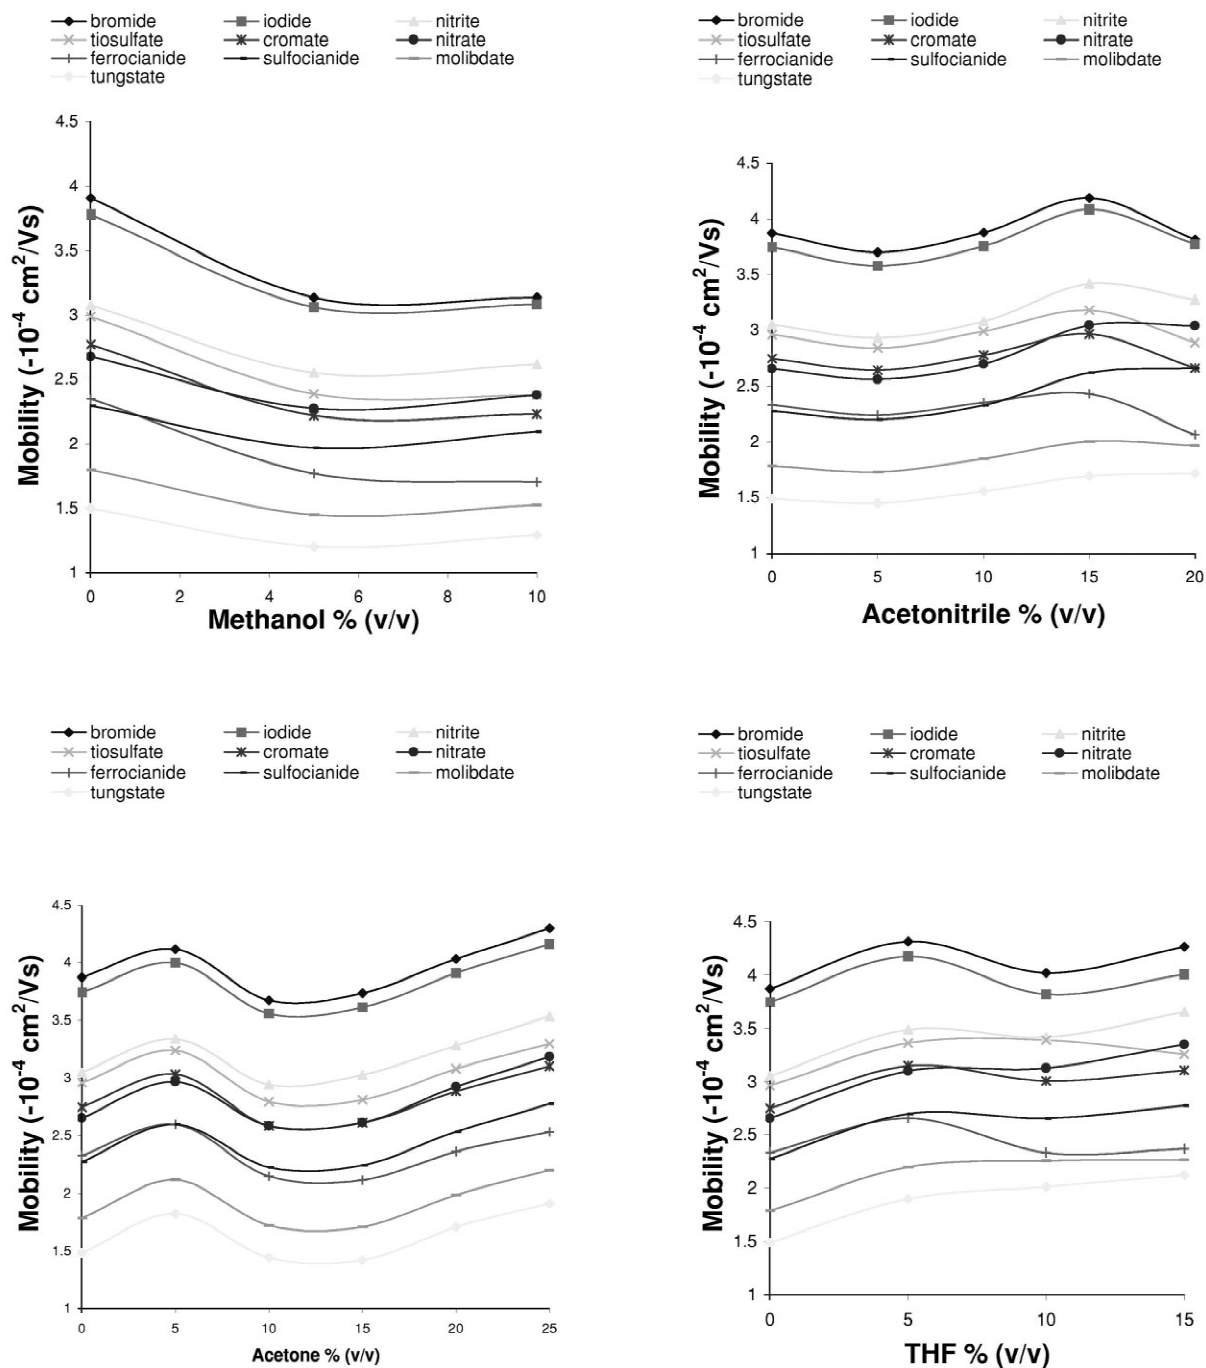 bromide iodide nitrite
tiosulfate cromate nitrate
ferrocianide sulfocianide molibdate
tungstate
4.5
4
3.5
3
2.5
2
1.5
1
Mobility (-10⁻⁴ cm²/Vs)
0 2 4 6 8 10
Methanol % (v/v)
bromide iodide nitrite
tiosulfate cromate nitrate
ferrocianide sulfocianide molibdate
tungstate
4.5
4
3.5
3
2.5
2
1.5
1
Mobility (-10⁻⁴ cm²/Vs)
0 5 10 15 20
Acetonitrile % (v/v)
bromide iodide nitrite
tiosulfate cromate nitrate
ferrocianide sulfocianide molibdate
tungstate
4.5
4
3.5
3
2.5
2
1.5
1
Mobility (-10⁻⁴ cm²/Vs)
0 5 10 15 20 25
Acetone % (v/v)
bromide iodide nitrite
tiosulfate cromate nitrate
ferrocianide sulfocianide molibdate
tungstate
4.5
4
3.5
3
2.5
2
1.5
1
Mobility (-10⁻⁴ cm²/Vs)
0 5 10 15
THF % (v/v)